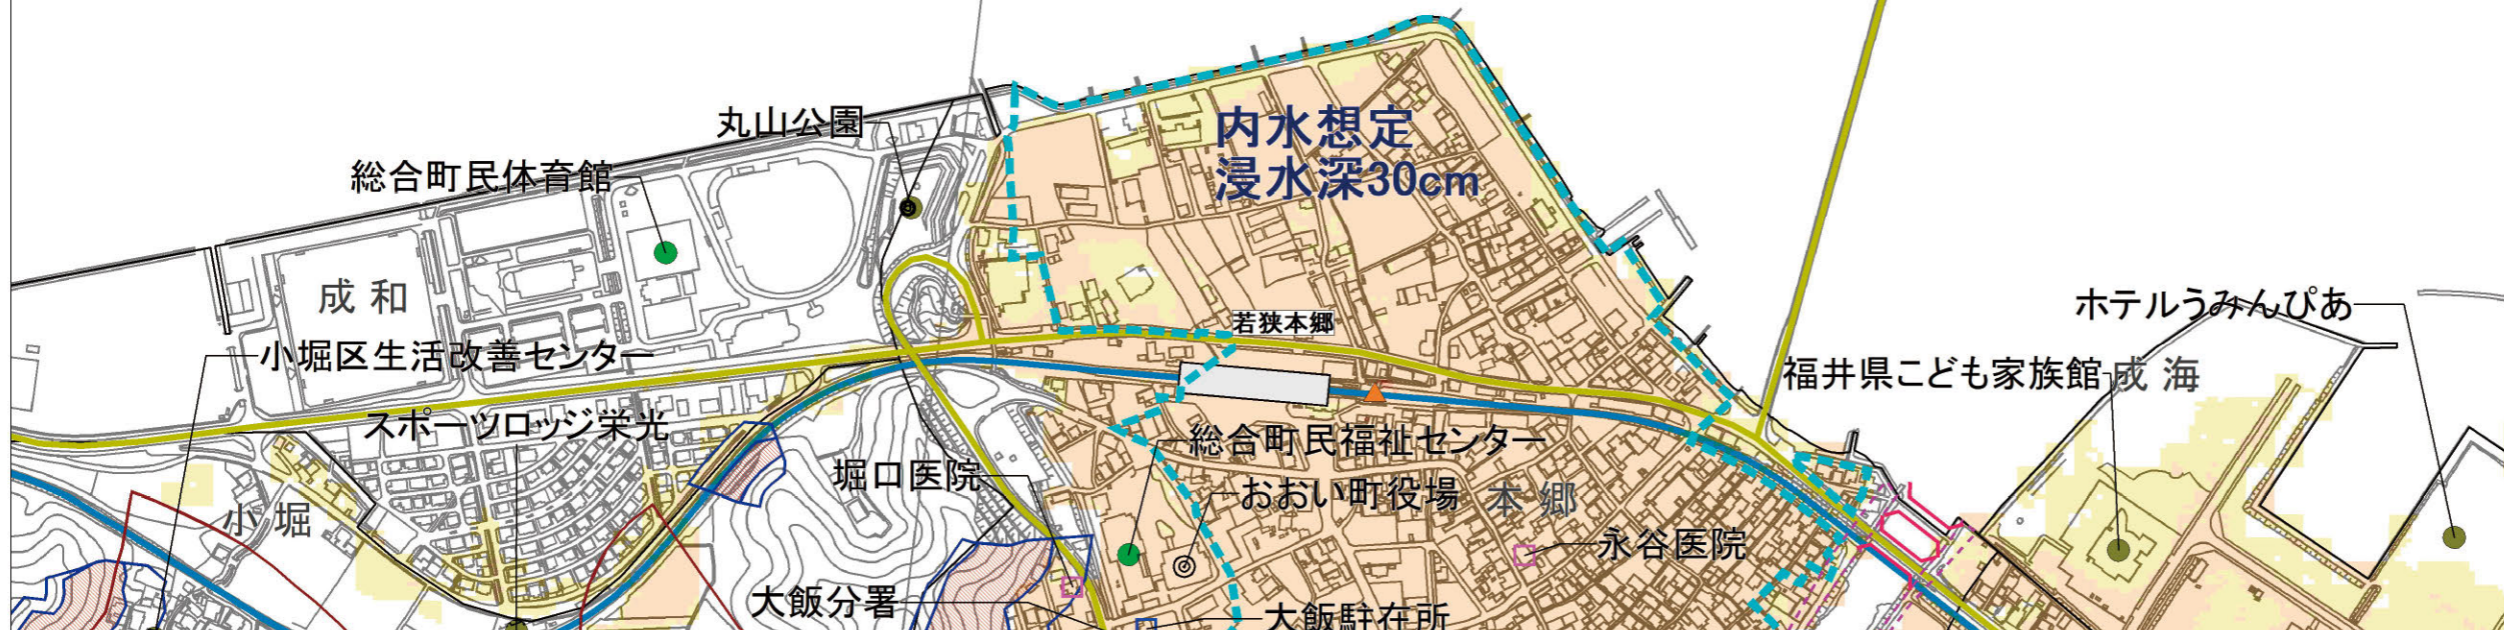 丸山公園
内水想定
浸水深30cm
総合町民体育館
成和
若狭本郷
ホテルうみんぴあ
小堀区生活改善センター
福井県こども家族館
成海
スポーツロッジ栄光
総合町民福祉センター
堀口医院
おおい町役場
本郷
小堀
永谷医院
大飯分署
大飯駐在所